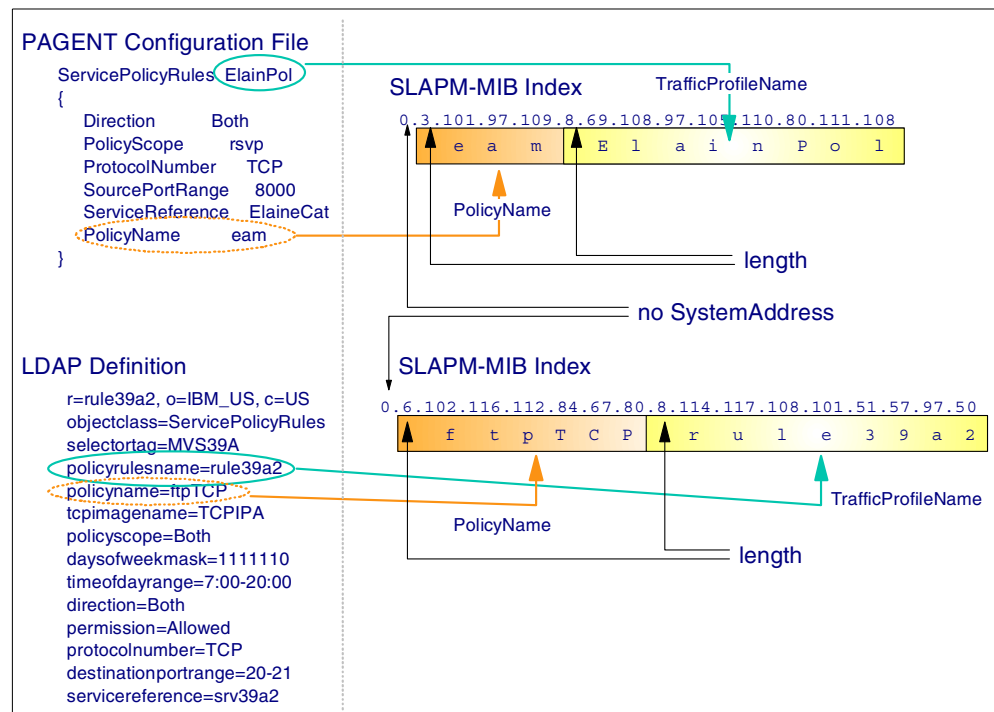 PAGENT Configuration File
ServicePolicyRules ElainPol
{
Direction Both
PolicyScope rsvp
ProtocolNumber TCP
SourcePortRange 8000
ServiceReference ElaineCat
PolicyName eam
}
SLAPM-MIB Index
TrafficProfileName
0.3.101.97.109.8.69.108.97.105.110.80.111.108
e a m E l a i n P o l
PolicyName
length
no SystemAddress
LDAP Definition
r=rule39a2, o=IBM_US, c=US
objectclass=ServicePolicyRules
selectortag=MVS39A
policyrulesname=rule39a2
policyname=ftpTCP
tcpimagename=TCPIPA
policyscope=Both
daysofweekmask=1111110
timeofdayrange=7:00-20:00
direction=Both
permission=Allowed
protocolnumber=TCP
destinationportrange=20-21
servicereference=srv39a2
SLAPM-MIB Index
0.6.102.116.112.84.67.80.8.114.117.108.101.51.57.97.50
f t p T C P r u l e 3 9 a 2
PolicyName
TrafficProfileName
length